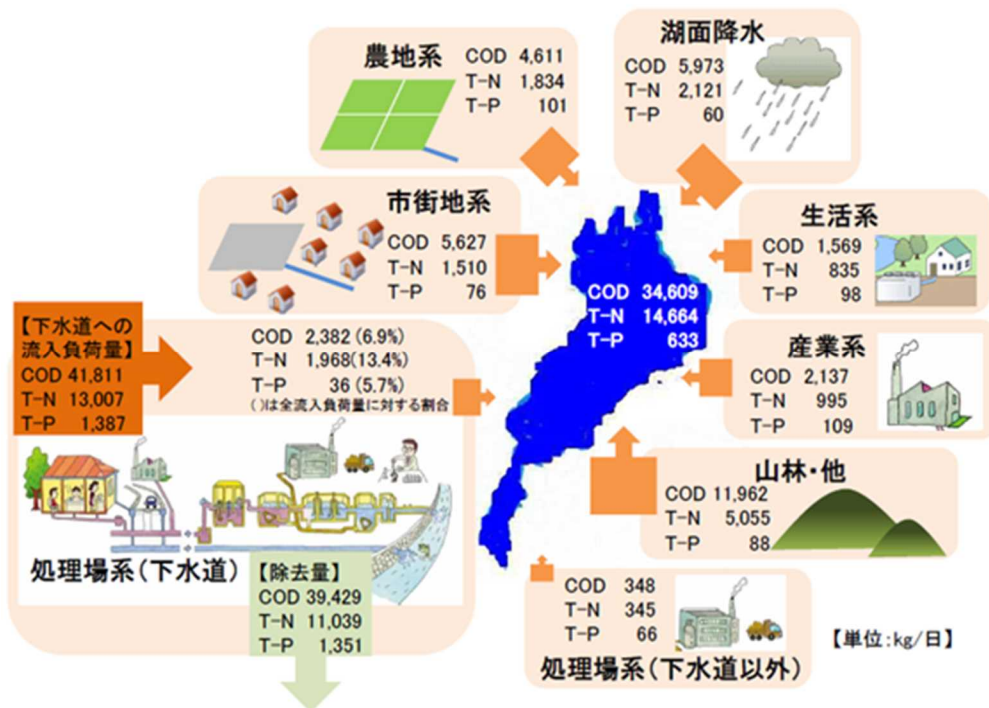 農地系
COD 4,611
T-N 1,834
T-P 101
湖面降水
COD 5,973
T-N 2,121
T-P 60
市街地系
COD 5,627
T-N 1,510
T-P 76
生活系
COD 1,569
T-N 835
T-P 98
COD 34,609
T-N 14,664
T-P 633
【下水道への
流入負荷量】
COD 41,811
T-N 13,007
T-P 1,387
COD 2,382 (6.9%)
T-N 1,968(13.4%)
T-P 36 (5.7%)
( )は全流入負荷量に対する割合
産業系
COD 2,137
T-N 995
T-P 109
山林・他
COD 11,962
T-N 5,055
T-P 88
処理場系(下水道)
【除去量】
COD 39,429
T-N 11,039
T-P 1,351
COD 348
T-N 345
T-P 66
処理場系(下水道以外)
【単位:kg/日】